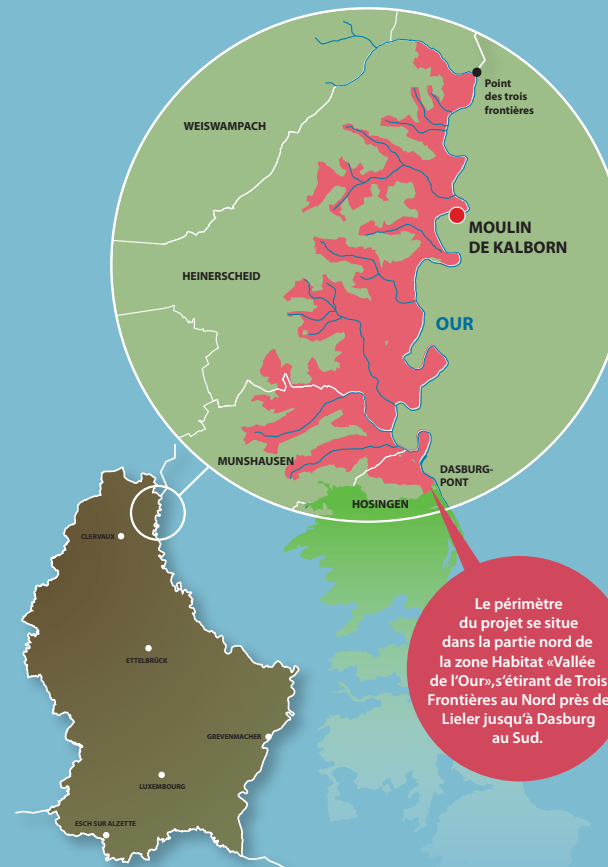 Point
des trois
frontières
WEISWAMPACH
MOULIN
DE KALBORN
HEINERSCHEID
OUR
MUNSHAUSEN
DASBURG-
PONT
HOSINGEN
CLERVAUX
ETTELBRÜCK
GREVENMACHER
LUXEMBOURG
ESCH SUR ALZETTE
Le périmètre
du projet se situe
dans la partie nord de
la zone Habitat «Vallée
de l'Our»,s'étirant de Trois
Frontières au Nord près de
Lieler jusqu'à Dasburg
au Sud.